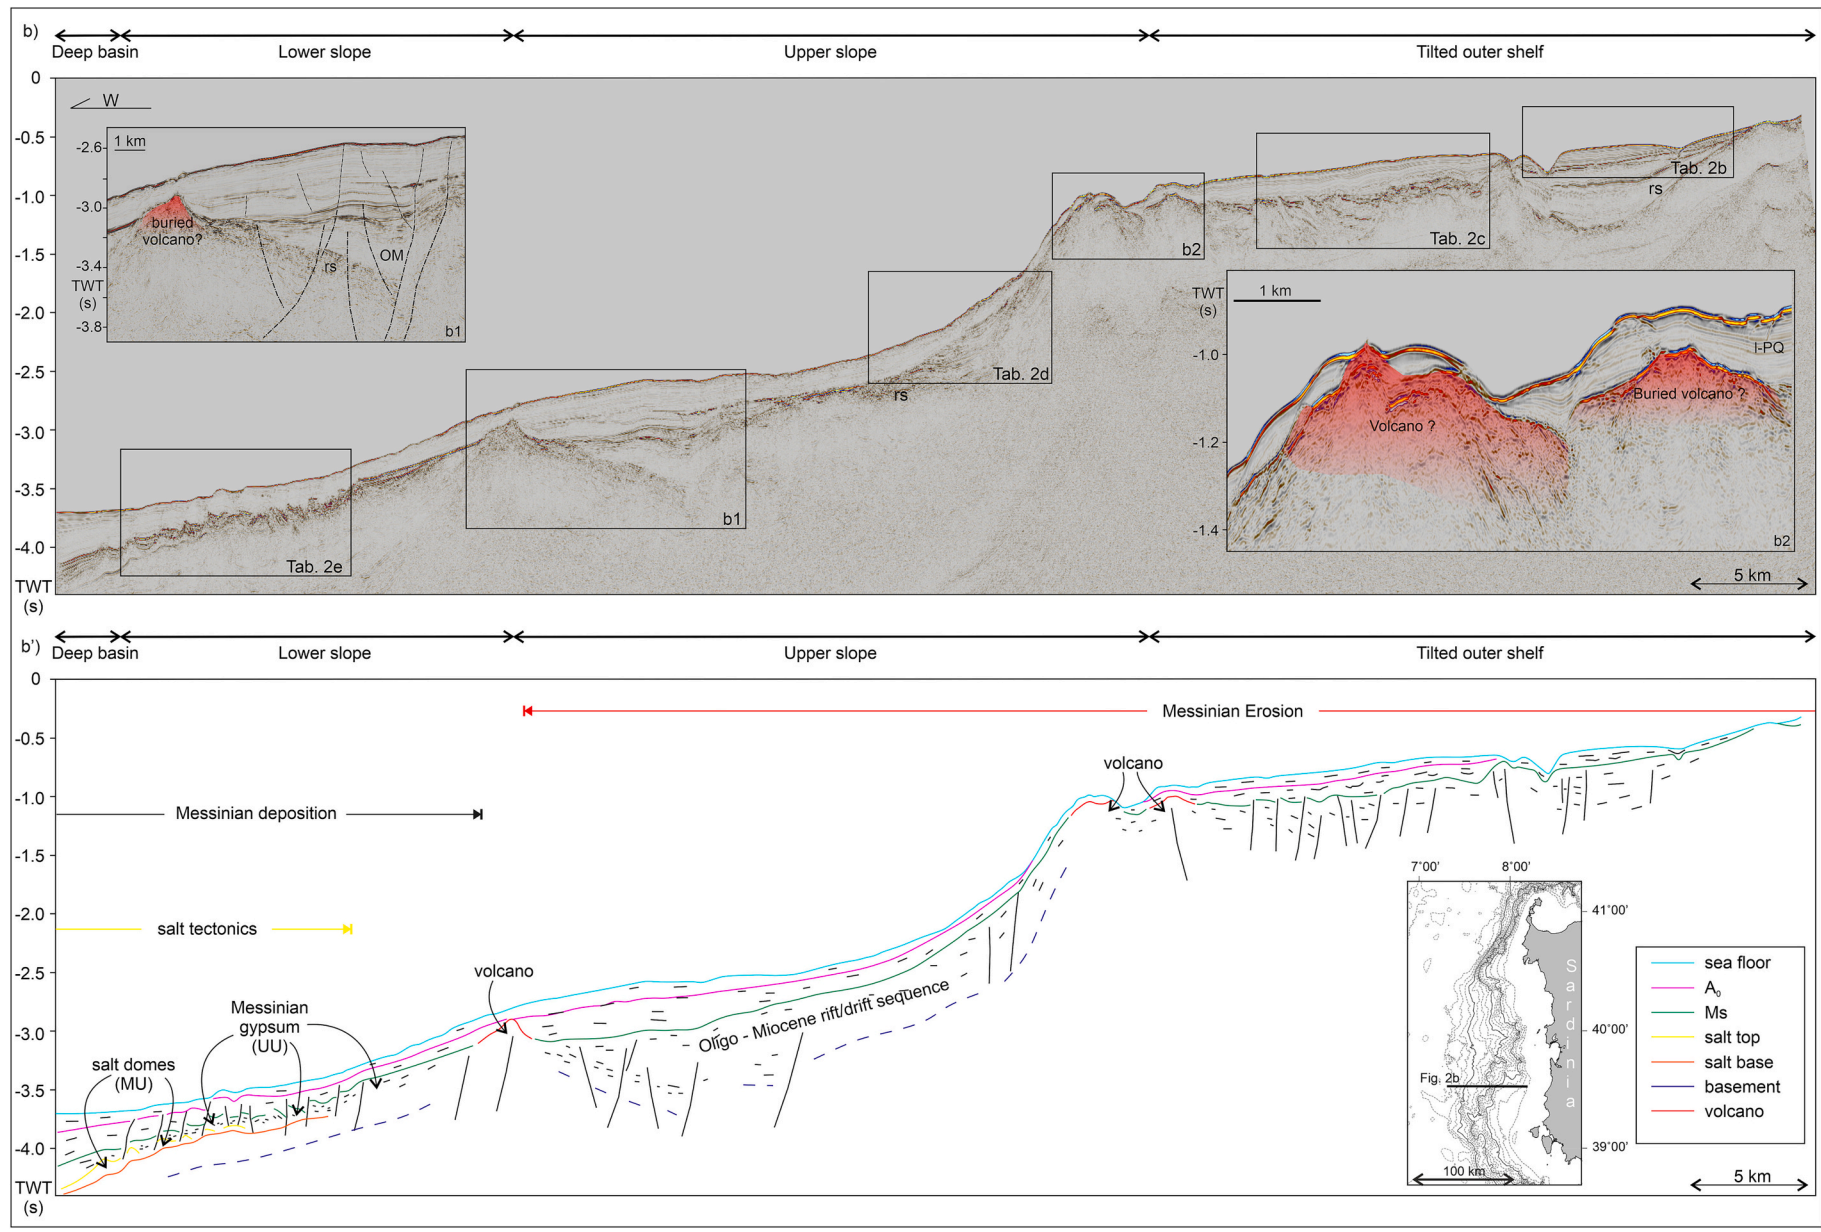 b)
Deep basin
Lower slope
Upper slope
Tilted outer shelf
0
-0.5
-1.0
-1.5
-2.0
-2.5
-3.0
-3.5
-4.0
TWT
(s)
W
1 km
-2.6
-3.0
-3.4
TWT
(s)
-3.8
buried
volcano?
rs
OM
b1
Tab. 2b
rs
Tab. 2c
b2
Tab. 2d
rs
b1
Tab. 2e
TWT
(s)
1 km
-1.0
-1.2
-1.4
I-PQ
Volcano ?
Buried volcano ?
b2
5 km
b')
Deep basin
Lower slope
Upper slope
Tilted outer shelf
0
-0.5
-1.0
-1.5
-2.0
-2.5
-3.0
-3.5
-4.0
TWT
(s)
Messinian Erosion
volcano
Messinian deposition
salt tectonics
volcano
Messinian
gypsum
(UU)
salt domes
(MU)
Oligo - Miocene rift/drift sequence
7°00'
8°00'
41°00'
40°00'
39°00'
Sardinia
Fig. 2b
100 km
sea floor
A₀
Ms
salt top
salt base
basement
volcano
5 km